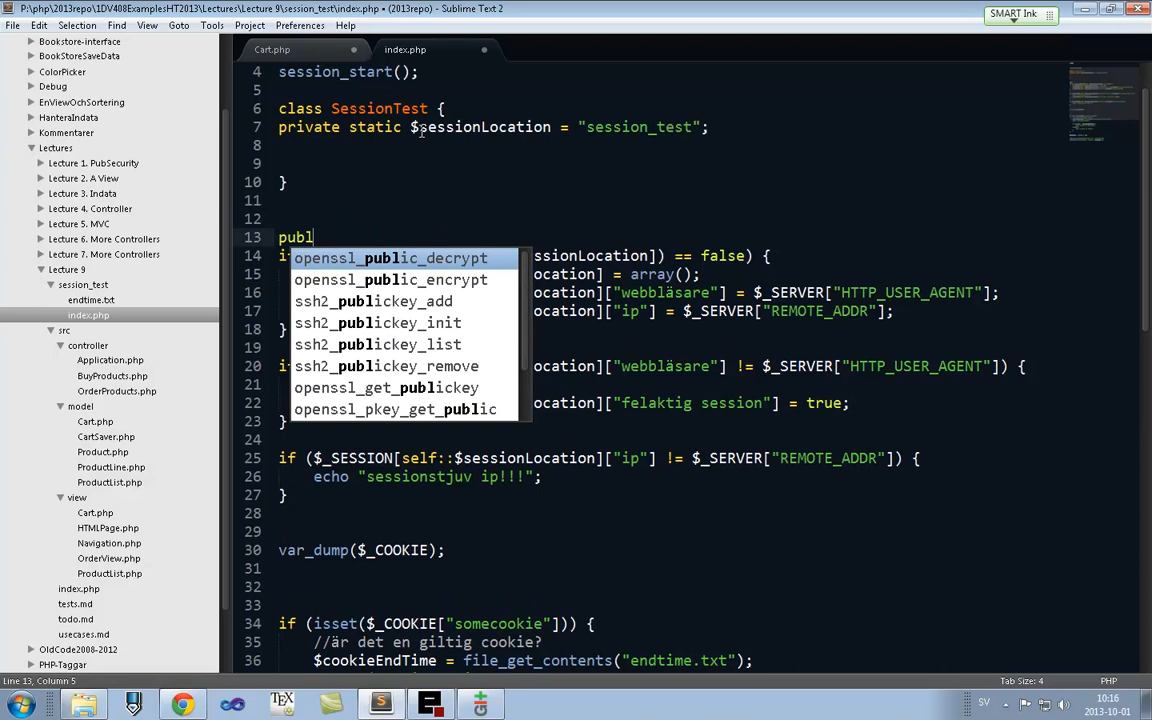 P:\php\2013repo\1DV408ExamplesHT2013\Lectures\Lecture 9\session_test\index.php • (2013repo) - Sublime Text 2
SMART Ink
File Edit Selection Find View Goto Tools Project Preferences Help
Bookstore-interface
BookStoreSaveData
ColorPicker
Debug
EnViewOchSortering
HanteraIndata
Kommentarer
Lectures
Lecture 1. PubSecurity
Lecture 2. A View
Lecture 3. Indata
Lecture 4. Controller
Lecture 5. MVC
Lecture 6. More Controllers
Lecture 7. More Controllers
Lecture 9
session_test
endtime.txt
index.php
src
controller
Application.php
BuyProducts.php
OrderProducts.php
model
Cart.php
CartSaver.php
Product.php
ProductLine.php
ProductList.php
view
Cart.php
HTMLPage.php
Navigation.php
OrderView.php
ProductList.php
index.php
tests.md
todo.md
usecases.md
OldCode2008-2012
PHP-Taggar
Cart.php
index.php
4 session_start();
5
6 class SessionTest {
7 private static $sessionLocation = "session_test";
8
9
10 }
11
12
13 publ
openssl_public_decrypt
openssl_public_encrypt
ssh2_publickey_add
ssh2_publickey_init
ssh2_publickey_list
ssh2_publickey_remove
openssl_get_publickey
openssl_pkey_get_public
14 i ssionLocation]) == false) {
15 ocation] = array();
16 ocation]["webbläsare"] = $_SERVER["HTTP_USER_AGENT"];
17 ocation]["ip"] = $_SERVER["REMOTE_ADDR"];
18 }
19
20 i ocation]["webbläsare"] != $_SERVER["HTTP_USER_AGENT"]) {
21
22 ocation]["felaktig session"] = true;
23 }
24
25 if ($_SESSION[self::$sessionLocation]["ip"] != $_SERVER["REMOTE_ADDR"]) {
26 echo "sessionstjuv ip!!!";
27 }
28
29
30 var_dump($_COOKIE);
31
32
33
34 if (isset($_COOKIE["somecookie"])) {
35 //är det en giltig cookie?
36 $cookieEndTime = file_get_contents("endtime.txt");
Line 13, Column 5
Tab Size: 4
PHP
SV
10:16
2013-10-01